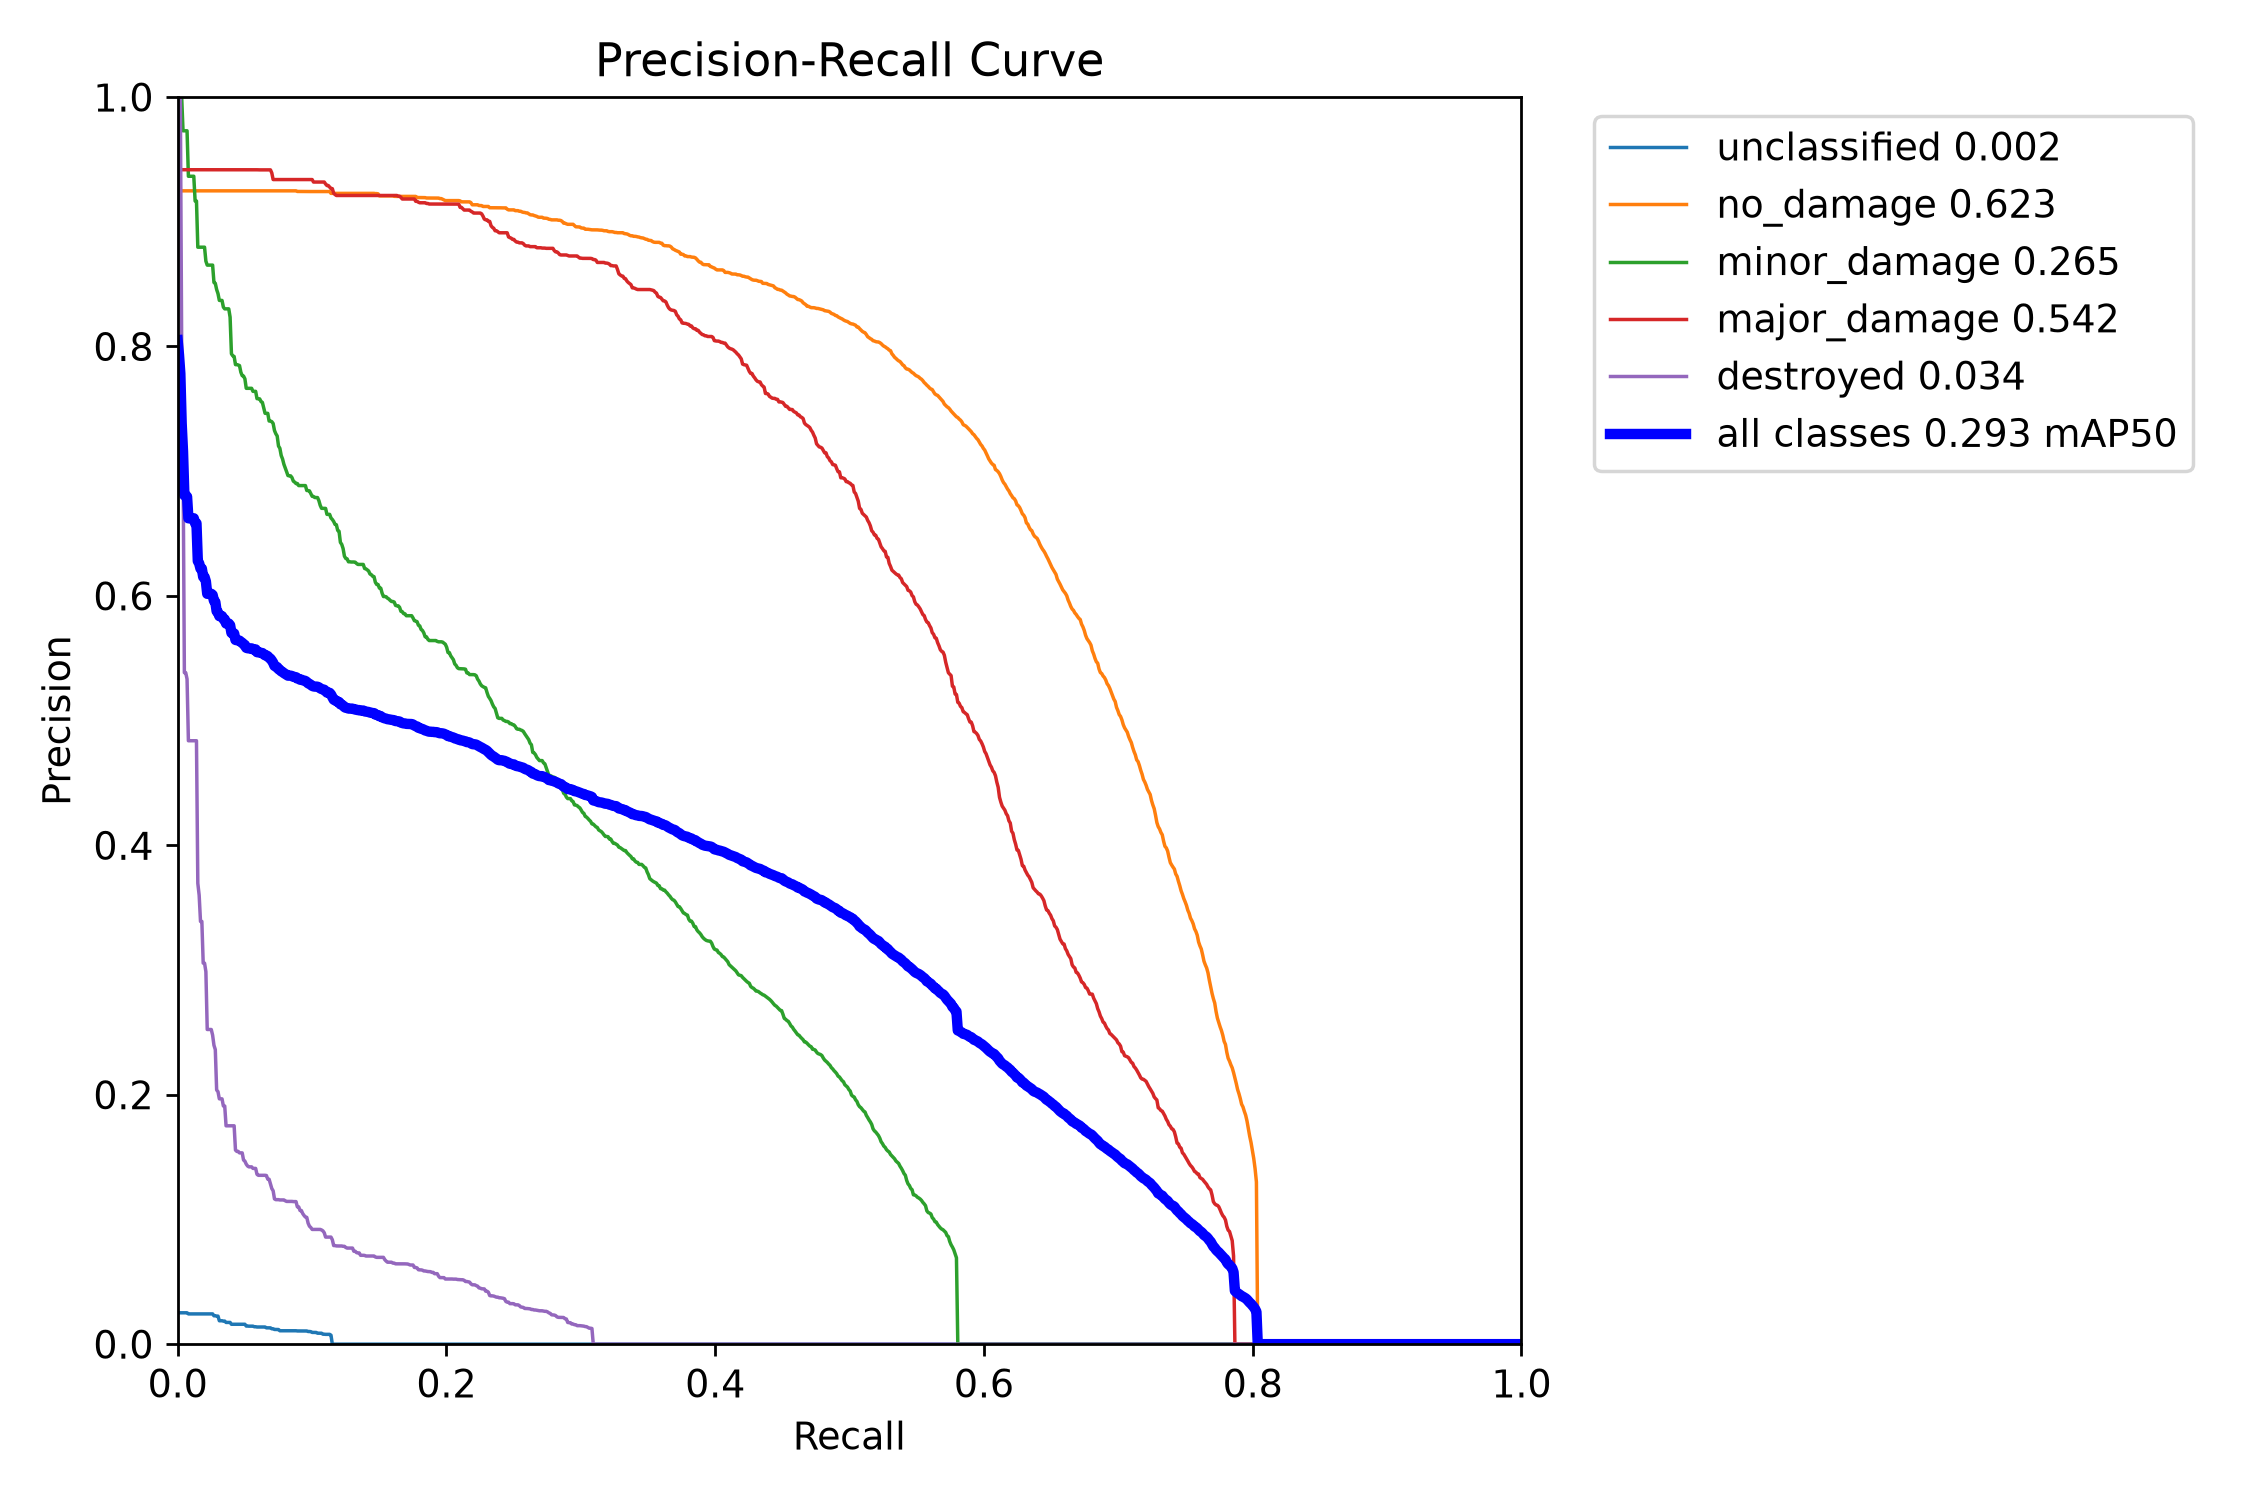 Precision-Recall Curve
1.0
0.8
0.6
0.4
0.2
0.0
Precision
0.0 0.2 0.4 0.6 0.8 1.0
Recall
unclassified 0.002
no_damage 0.623
minor_damage 0.265
major_damage 0.542
destroyed 0.034
all classes 0.293 mAP50